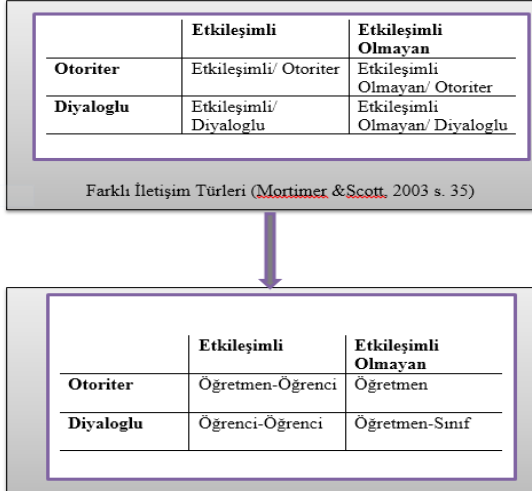 Etkileşimli Etkileşimli
Olmayan
Otoriter Etkileşimli/ Otoriter Etkileşimli
Olmayan/ Otoriter
Diyaloglu Etkileşimli/ Etkileşimli
Diyaloglu Olmayan/ Diyaloglu
Farklı İletişim Türleri (Mortimer &Scott, 2003 s. 35)
Etkileşimli Etkileşimli
Olmayan
Otoriter Öğretmen-Öğrenci Öğretmen
Diyaloglu Öğrenci-Öğrenci Öğretmen-Sınıf